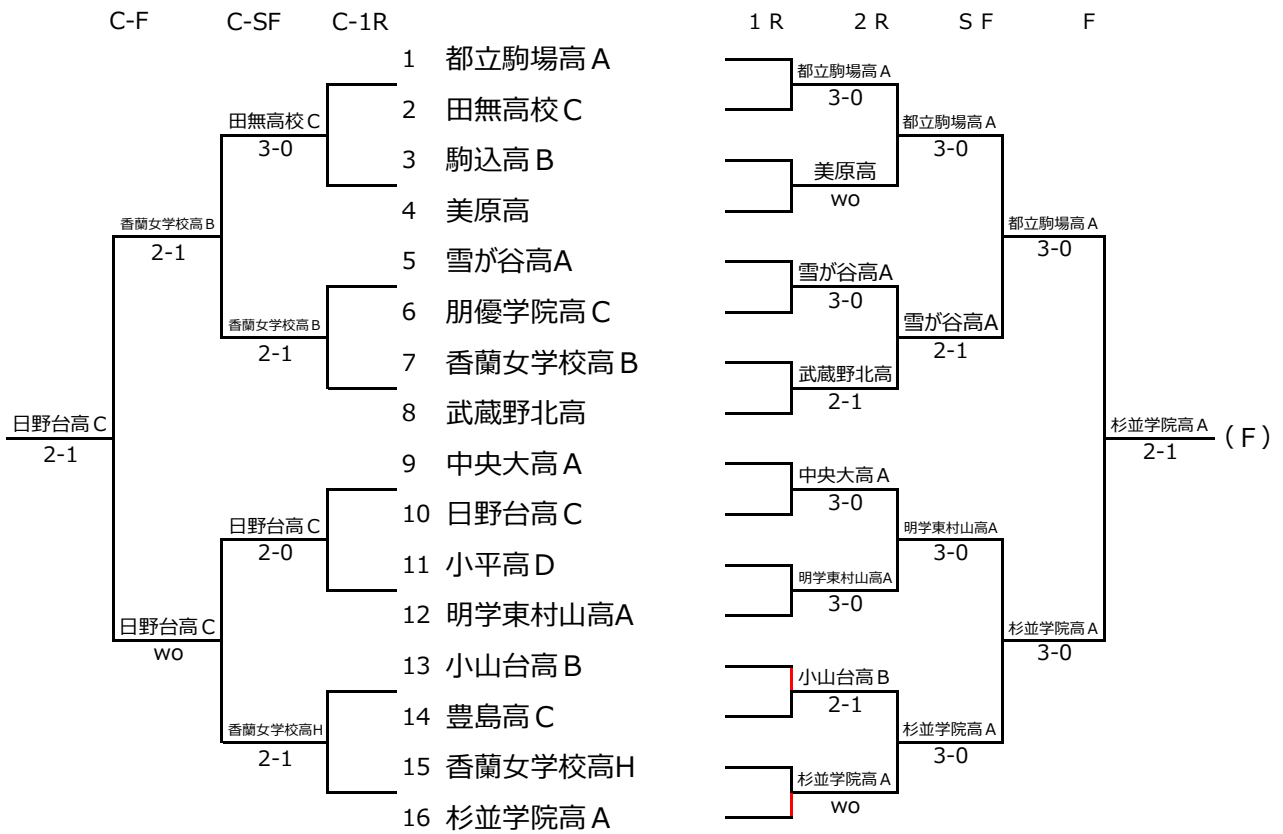 C-F C-SF C-1R 1 R 2 R S F F
1 都立駒場高A
都立駒場高A
3-0
2 田無高校C
田無高校C
3-0
都立駒場高A
3-0
3 駒込高B
美原高
wo
4 美原高
香蘭女学校高B
2-1
都立駒場高A
3-0
5 雪が谷高A
雪が谷高A
3-0
6 朋優学院高C
香蘭女学校高B
2-1
雪が谷高A
2-1
7 香蘭女学校高B
武蔵野北高
2-1
8 武蔵野北高
日野台高C
2-1
杉並学院高A
2-1
(F)
9 中央大高A
中央大高A
3-0
10 日野台高C
日野台高C
2-0
明学東村山高A
3-0
11 小平高D
明学東村山高A
3-0
12 明学東村山高A
日野台高C
wo
杉並学院高A
3-0
13 小山台高B
小山台高B
2-1
14 豊島高C
香蘭女学校高H
2-1
杉並学院高A
3-0
15 香蘭女学校高H
杉並学院高A
wo
16 杉並学院高A